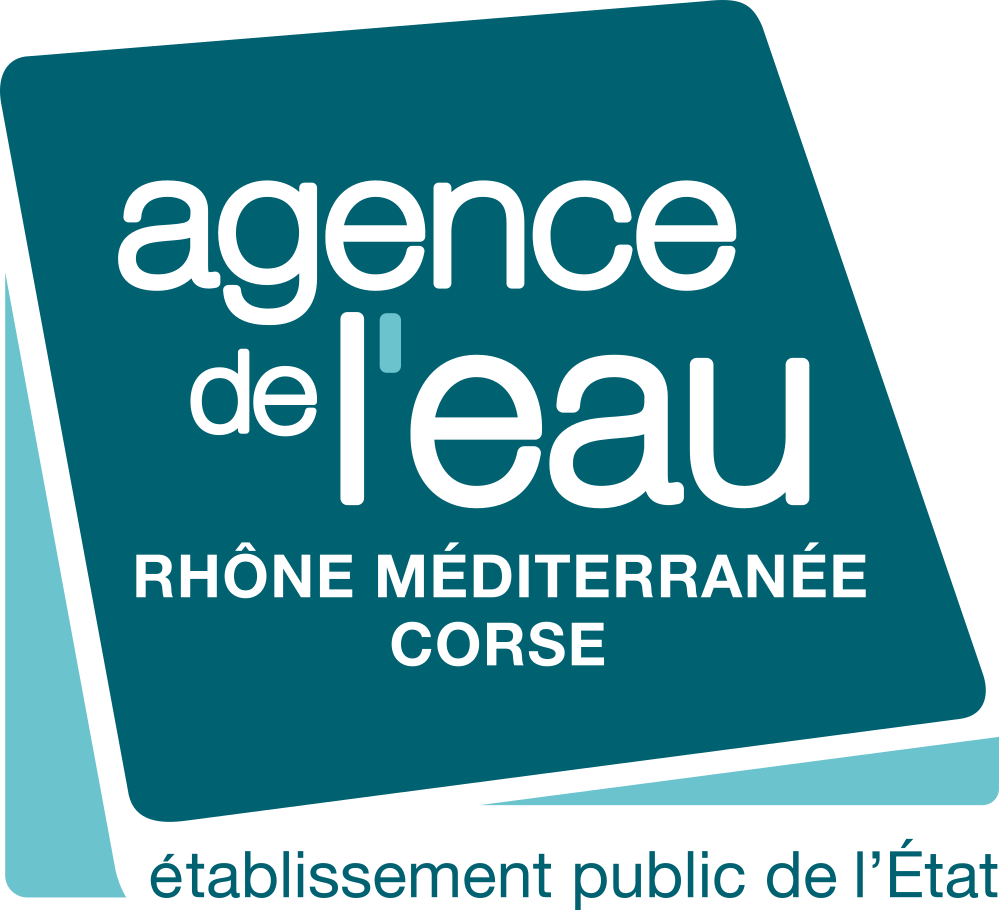 agence
de l'eau
RHÔNE MÉDITERRANÉE
CORSE
établissement public de l’État